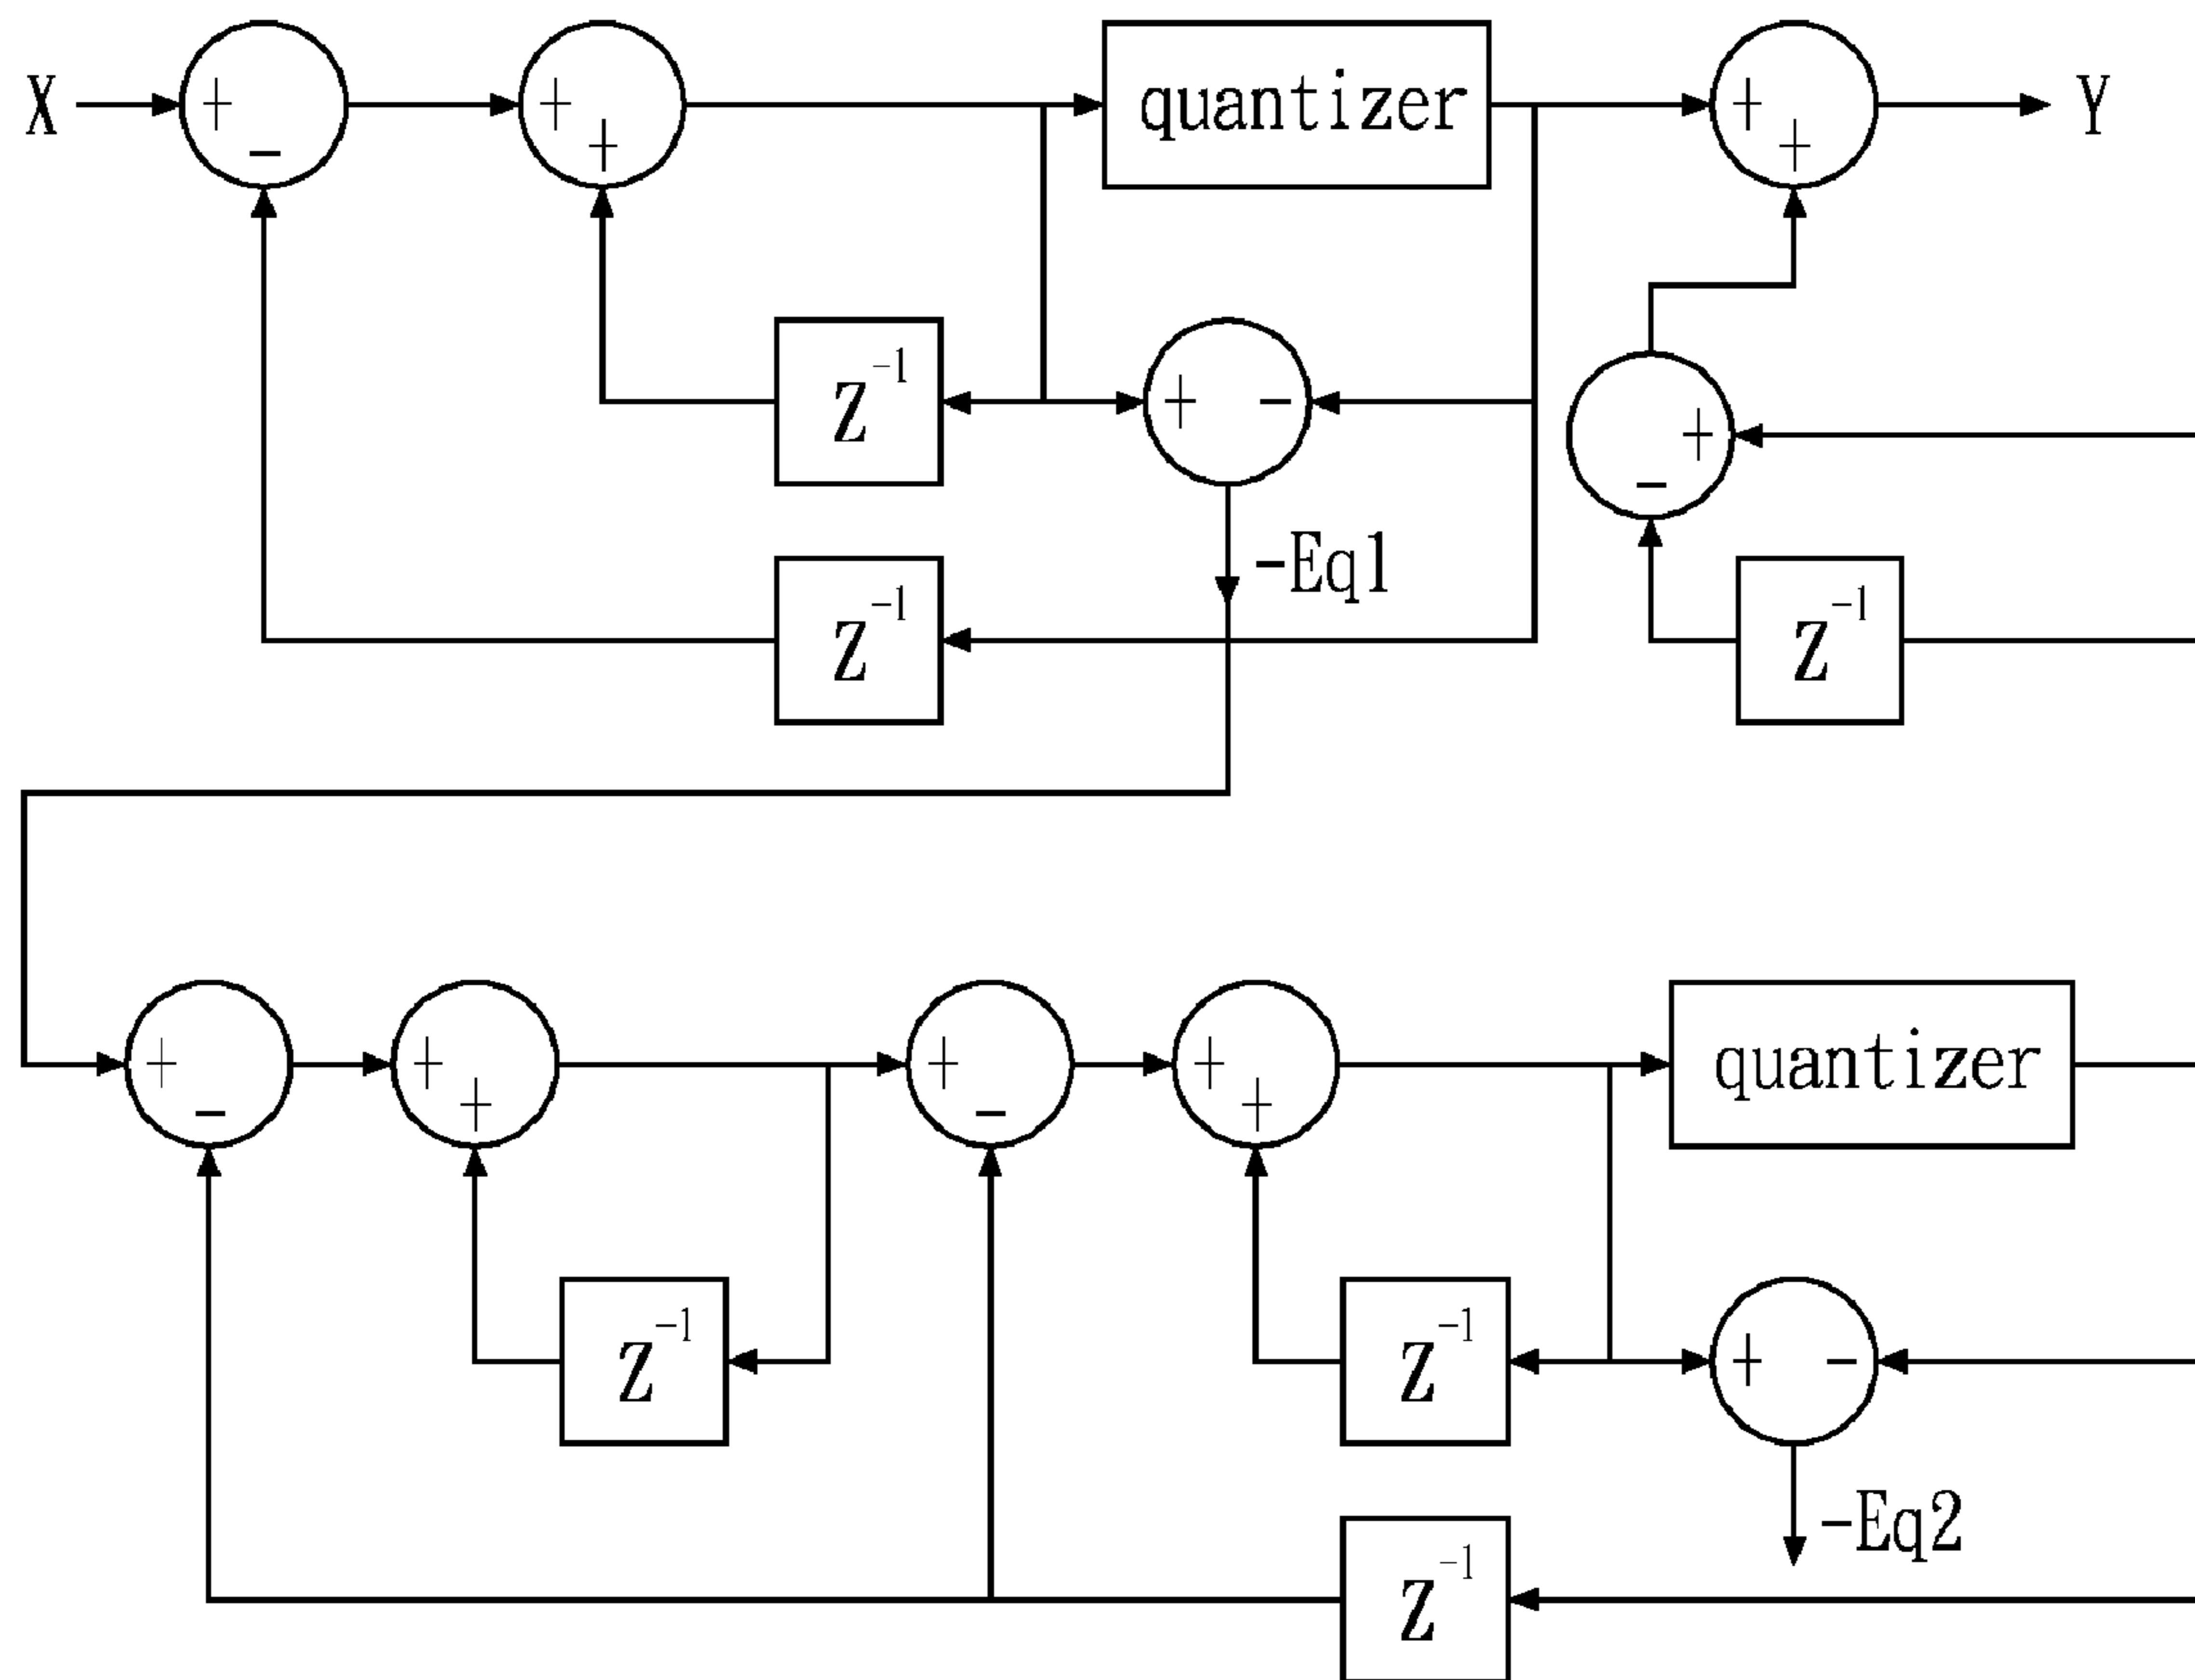 X + - + + quantizer + + Y
Z⁻¹ + - + -
-Eq1
Z⁻¹ Z⁻¹
+ - + + + - + + quantizer
Z⁻¹ Z⁻¹ + -
-Eq2
Z⁻¹